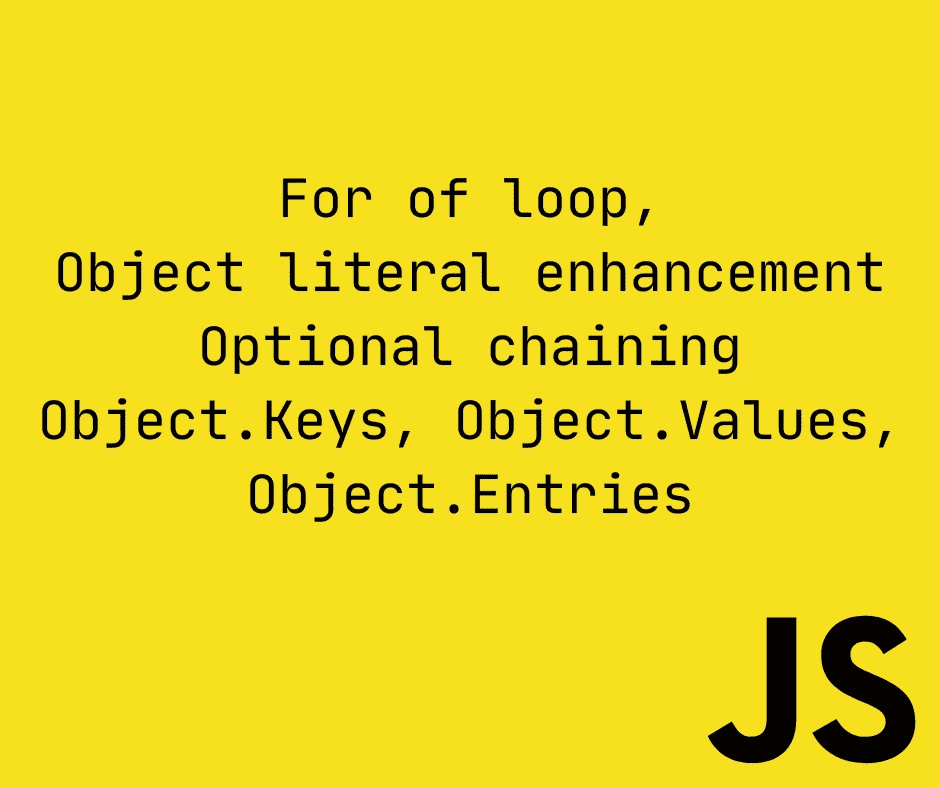 For of loop,
Object literal enhancement
Optional chaining
Object.Keys, Object.Values,
Object.Entries
JS